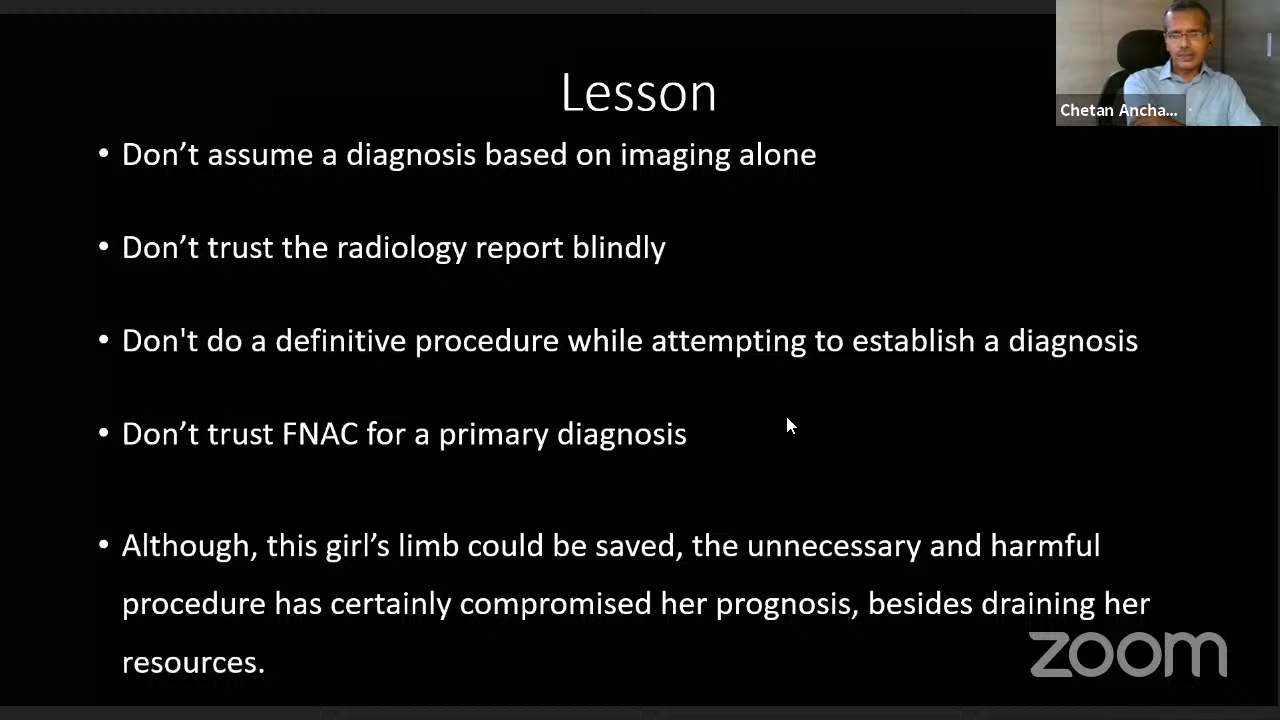 Lesson
Chetan Ancha...
• Don’t assume a diagnosis based on imaging alone
• Don’t trust the radiology report blindly
• Don't do a definitive procedure while attempting to establish a diagnosis
• Don’t trust FNAC for a primary diagnosis
• Although, this girl’s limb could be saved, the unnecessary and harmful
procedure has certainly compromised her prognosis, besides draining her
resources.
zoom